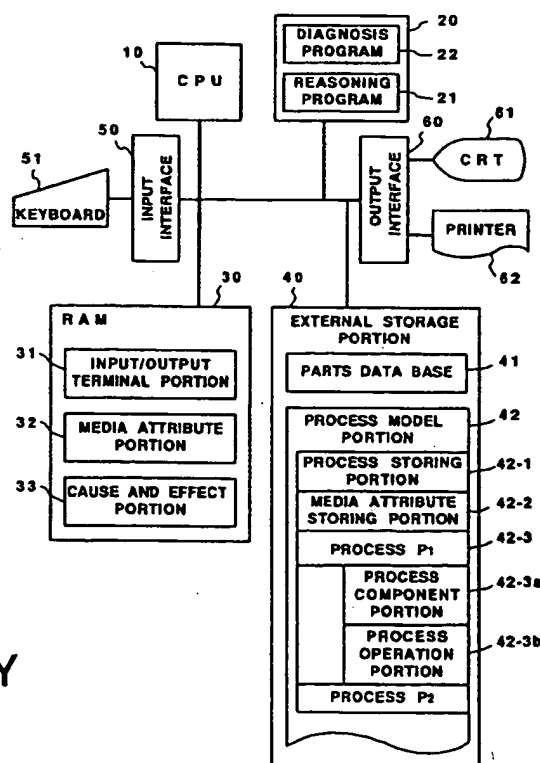 20
DIAGNOSIS
PROGRAM
22
REASONING
PROGRAM
21
10
CPU
51
KEYBOARD
50
INPUT
INTERFACE
60
OUTPUT
INTERFACE
61
CRT
PRINTER
62
30
RAM
31
INPUT/OUTPUT
TERMINAL PORTION
32
MEDIA ATTRIBUTE
PORTION
33
CAUSE AND EFFECT
PORTION
40
EXTERNAL STORAGE
PORTION
PARTS DATA BASE
41
PROCESS MODEL
PORTION
42
PROCESS STORING
PORTION
42-1
MEDIA ATTRIBUTE
STORING PORTION
42-2
PROCESS P1
42-3
PROCESS
COMPONENT
PORTION
42-3a
PROCESS
OPERATION
PORTION
42-3b
PROCESS P2
Y